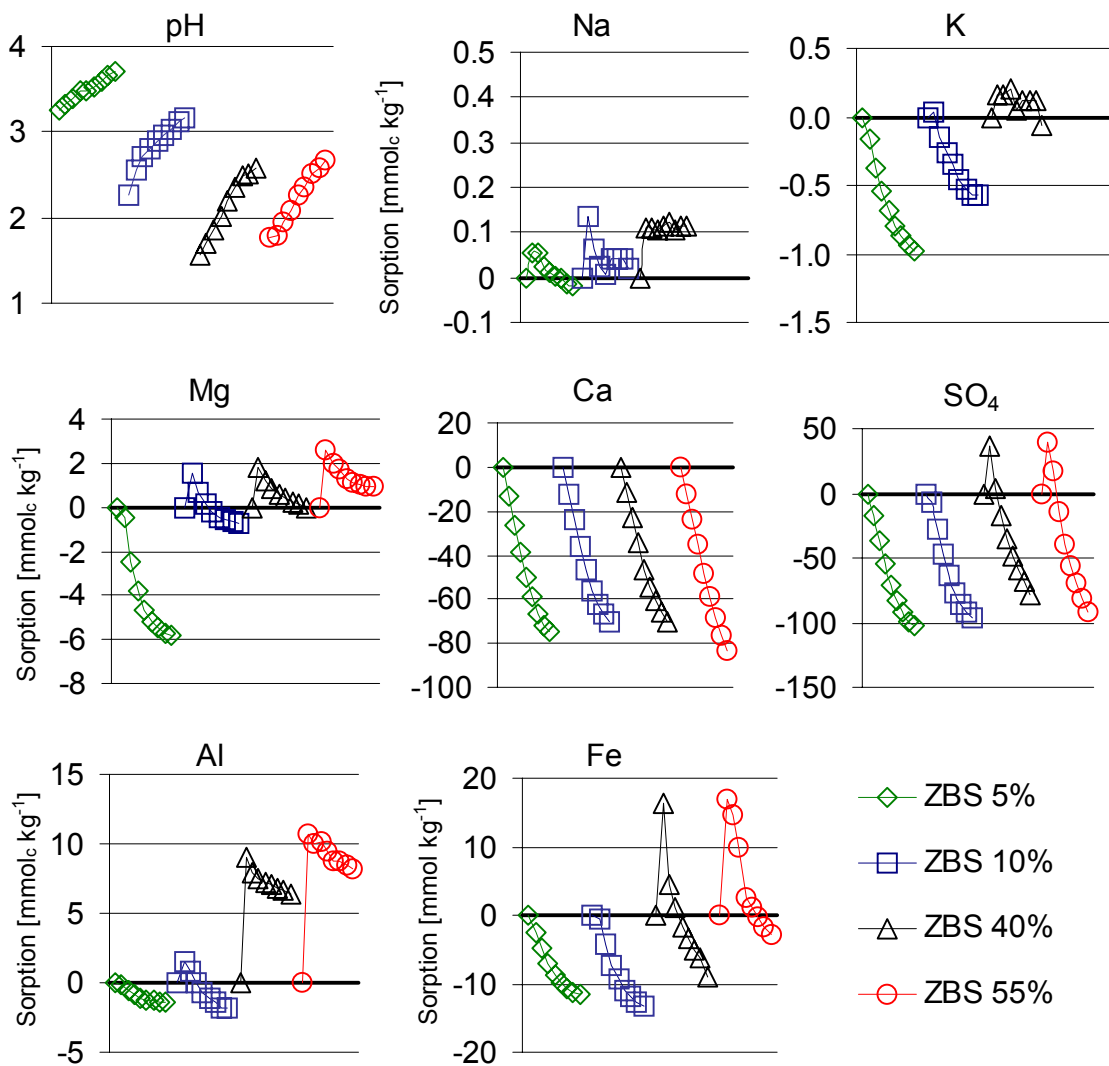 pH
4
3
2
1
Na
Sorption [mmolc kg-1]
0.5
0.4
0.3
0.2
0.1
0
-0.1
K
0.5
0.0
-0.5
-1.0
-1.5
Mg
Sorption [mmolc kg-1]
4
2
0
-2
-4
-6
-8
Ca
20
0
-20
-40
-60
-80
-100
SO4
50
0
-50
-100
-150
Al
Sorption [mmolc kg-1]
15
10
5
0
-5
Fe
Sorption [mmol kg-1]
20
10
0
-10
-20
ZBS 5%
ZBS 10%
ZBS 40%
ZBS 55%